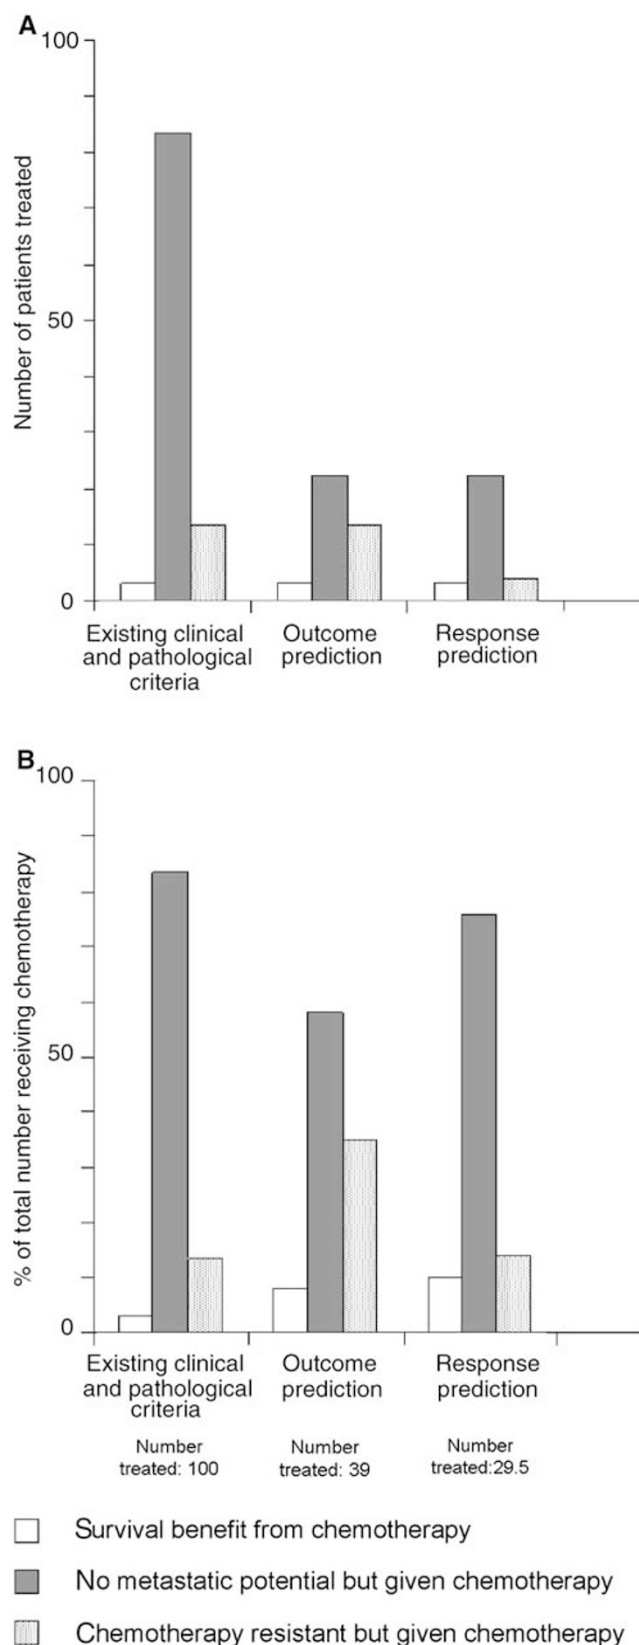 A
100
Number of patients treated
50
0
Existing clinical
and pathological
criteria
Outcome
prediction
Response
prediction
B
100
% of total number receiving chemotherapy
50
0
Existing clinical
and pathological
criteria
Outcome
prediction
Response
prediction
Number
treated: 100
Number
treated: 39
Number
treated:29.5
Survival benefit from chemotherapy
No metastatic potential but given chemotherapy
Chemotherapy resistant but given chemotherapy